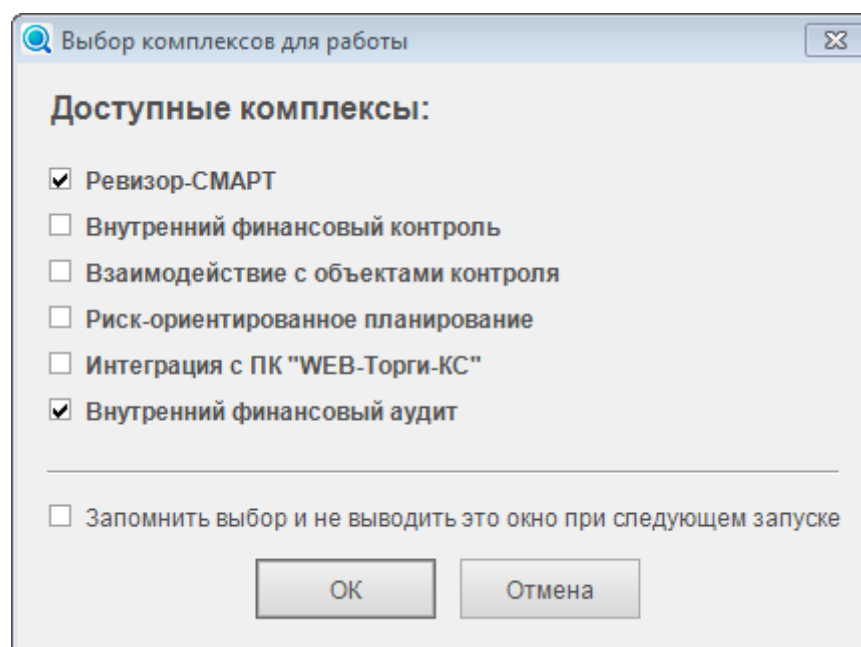 Выбор комплексов для работы
Доступные комплексы:
Ревизор-СМАРТ
Внутренний финансовый контроль
Взаимодействие с объектами контроля
Риск-ориентированное планирование
Интеграция с ПК "WEB-Торги-КС"
Внутренний финансовый аудит
Запомнить выбор и не выводить это окно при следующем запуске
ОК
Отмена